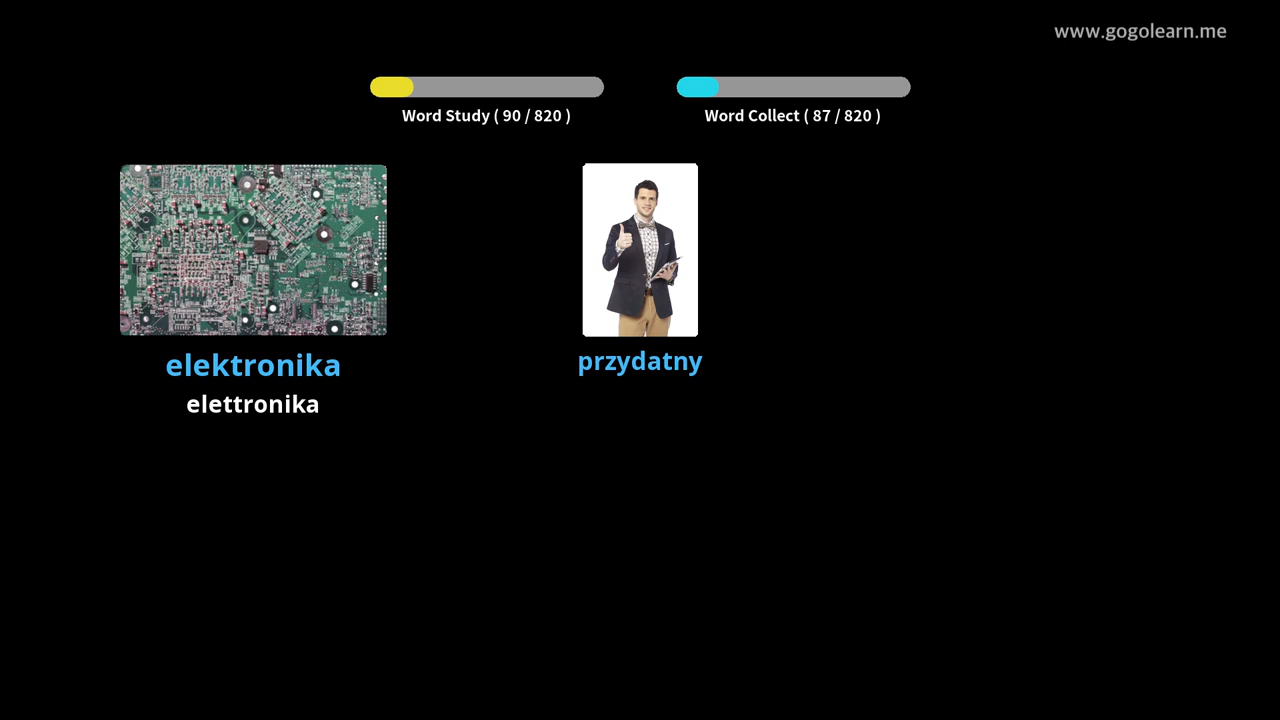 www.gogolearn.me
Word Study ( 90 / 820 )
Word Collect ( 87 / 820 )
elektronika
elettronika
przydatny